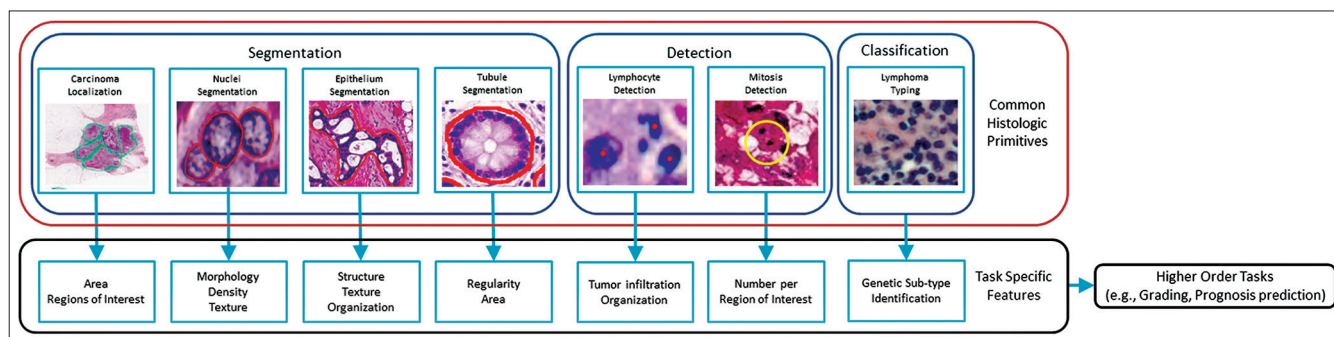 Segmentation
Detection
Classification
Carcinoma
Localization
Nuclei
Segmentation
Epithelium
Segmentation
Tubule
Segmentation
Lymphocyte
Detection
Mitosis
Detection
Lymphoma
Typing
Common
Histologic
Primitives
Area
Regions of Interest
Morphology
Density
Texture
Structure
Texture
Organization
Regularity
Area
Tumor infiltration
Organization
Number per
Region of Interest
Genetic Sub-type
Identification
Task Specific
Features
Higher Order Tasks
(e.g., Grading, Prognosis prediction)